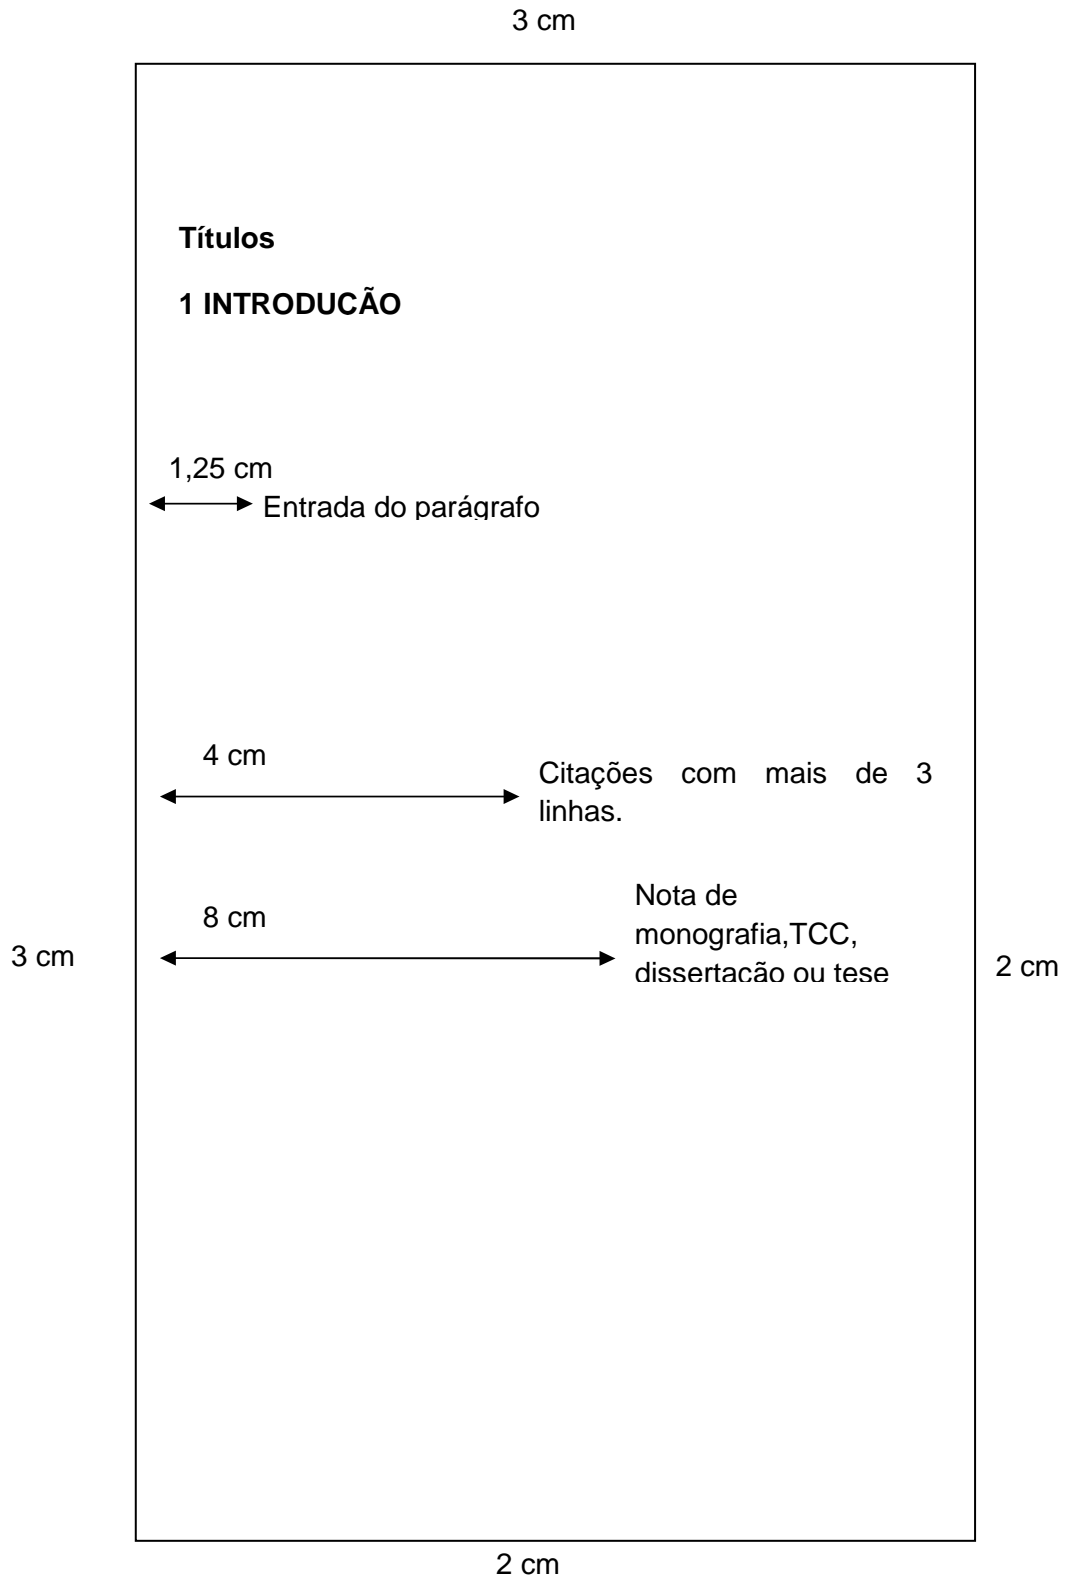 3 cm
Títulos
1 INTRODUCÃO
1,25 cm
Entrada do parágrafo
4 cm
Citações com mais de 3
linhas.
8 cm
Nota de
monografia,TCC,
dissertação ou tese
3 cm
2 cm
2 cm